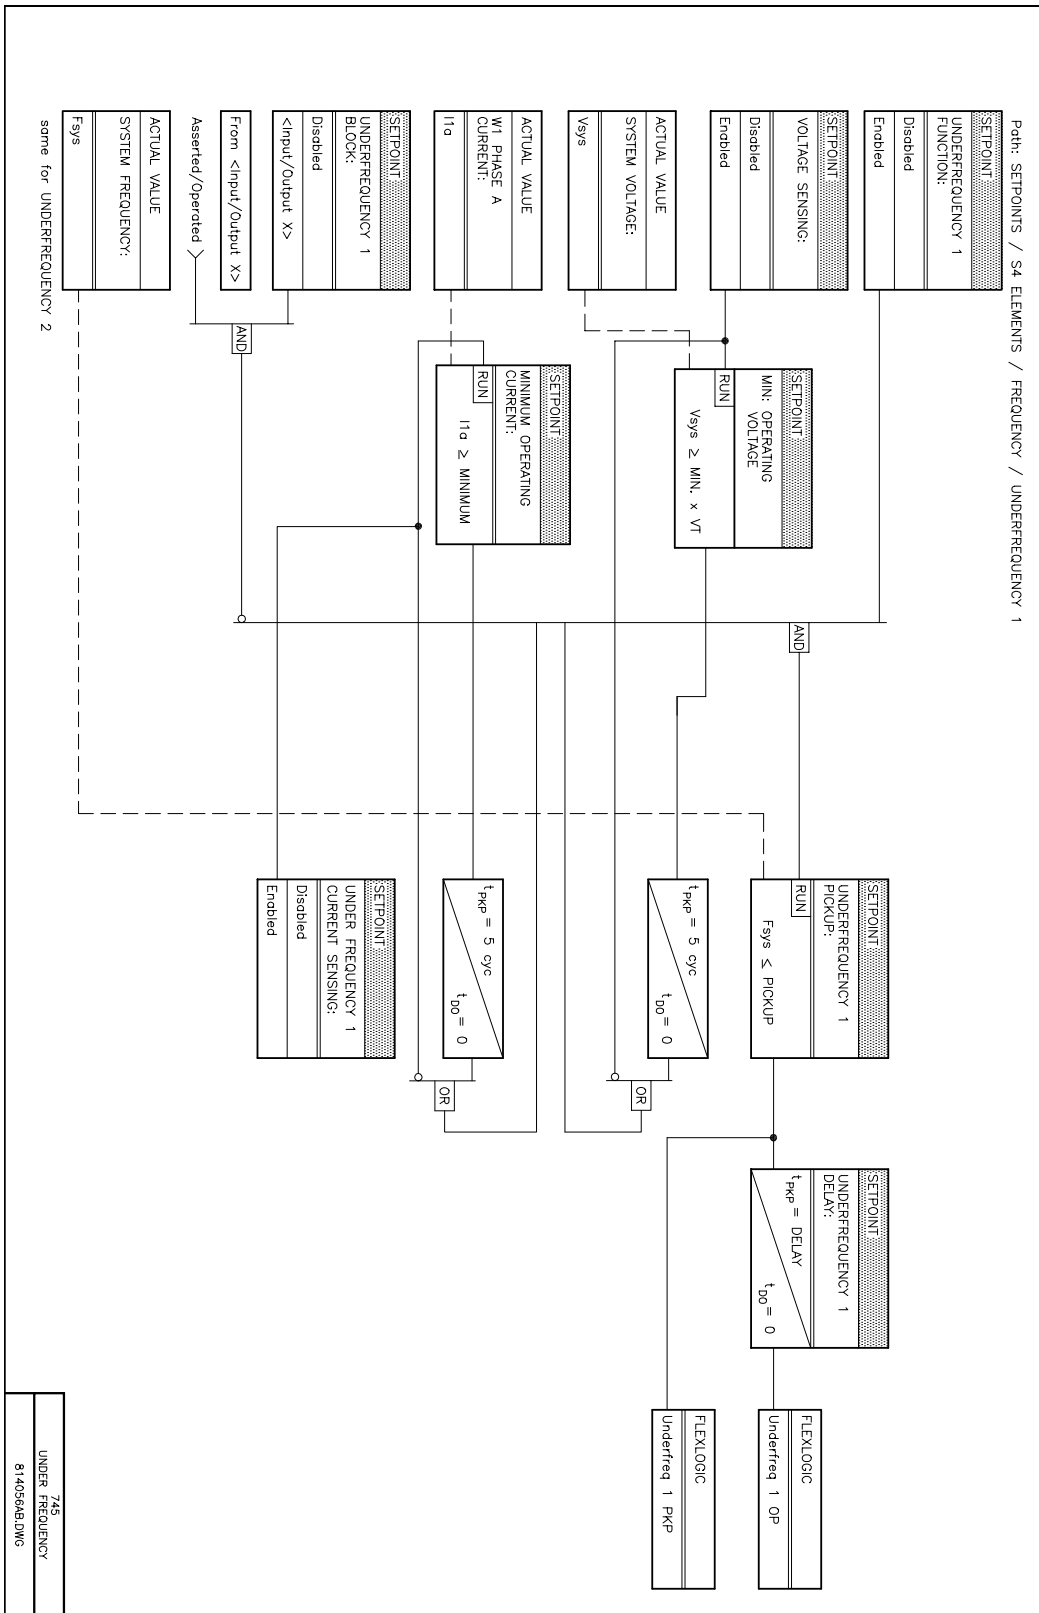 Path: SETPOINTS / S4 ELEMENTS / FREQUENCY / UNDERFREQUENCY 1
SETPOINT
UNDERFREQUENCY 1
FUNCTION:
Disabled
Enabled
SETPOINT
VOLTAGE SENSING:
Disabled
Enabled
ACTUAL VALUE
SYSTEM VOLTAGE:
Vsys
ACTUAL VALUE
W1 PHASE A
CURRENT:
I1a
SETPOINT
UNDERFREQUENCY 1
BLOCK:
Disabled
<Input/Output X>
From <Input/Output X>
Asserted/Operated
ACTUAL VALUE
SYSTEM FREQUENCY:
Fsys
same for UNDERFREQUENCY 2
AND
SETPOINT
MIN: OPERATING
VOLTAGE
RUN
Vsys ≥ MIN. x VT
SETPOINT
MINIMUM OPERATING
CURRENT:
RUN
I1a ≥ MINIMUM
AND
SETPOINT
UNDERFREQUENCY 1
PICKUP:
RUN
Fsys ≤ PICKUP
tPKP = 5 cyc
tDO = 0
tPKP = 5 cyc
tDO = 0
SETPOINT
UNDER FREQUENCY 1
CURRENT SENSING:
Disabled
Enabled
OR
OR
SETPOINT
UNDERFREQUENCY 1
DELAY:
tPKP = DELAY
tDO = 0
FLEXLOGIC
Underfreq 1 OP
FLEXLOGIC
Underfreq 1 PKP
745
UNDER FREQUENCY
814056AB.DWG